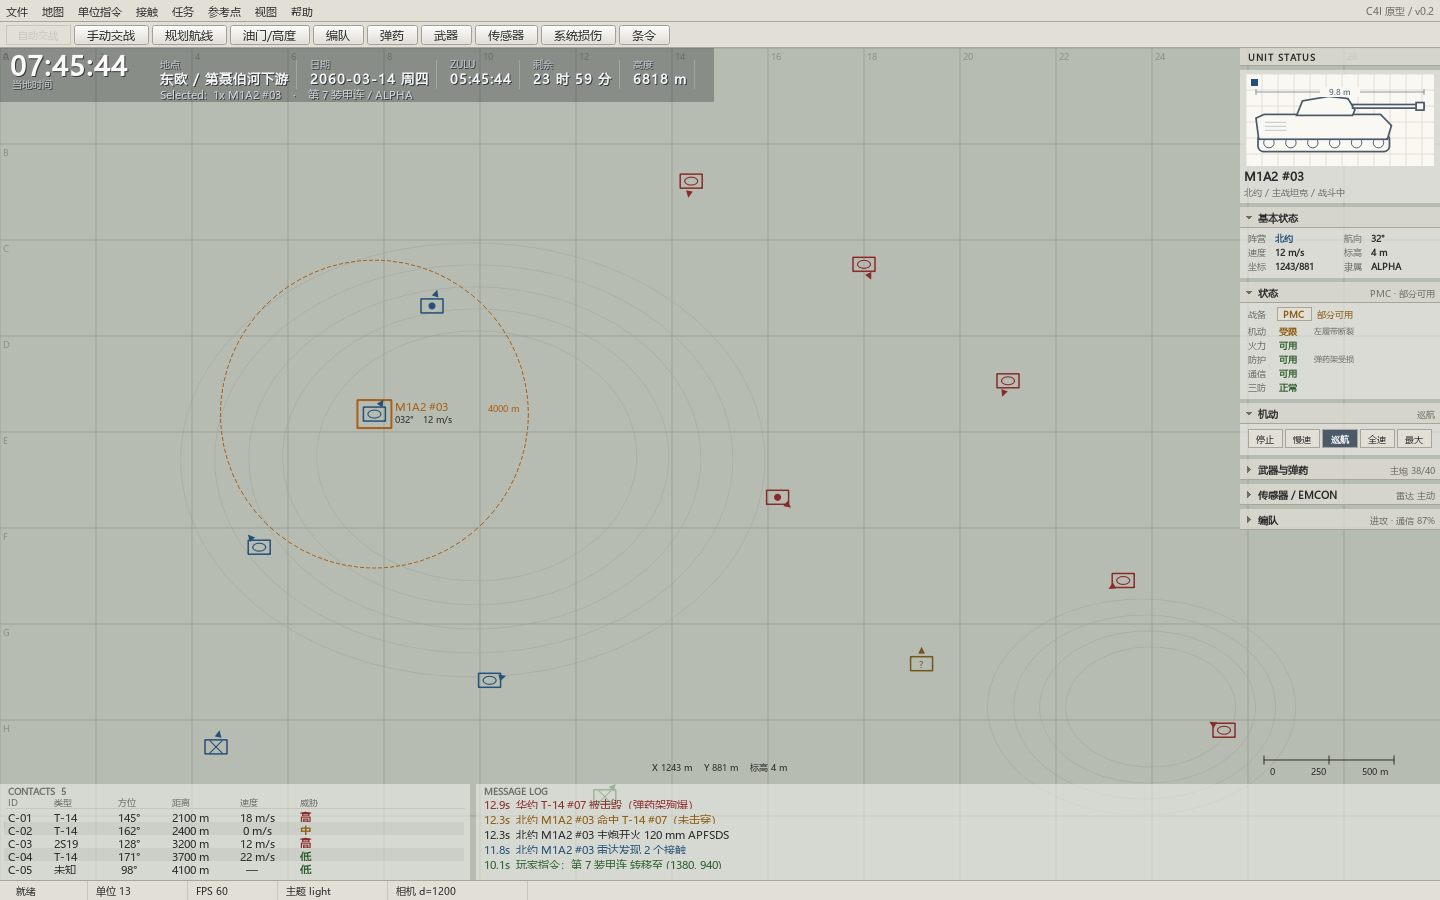 文件 地图 单位指令 接触 任务 参考点 视图 帮助 C4I 原型 / v0.2
自动交战 手动交战 规划航线 油门/高度 编队 弹药 武器 传感器 系统损伤 条令
4 8 10 12 14 16 18 20 22 24
07:45:44
当地时间
地点 日期 ZULU 剩余 高度
东欧 / 第聂伯河下游 2060-03-14 周四 05:45:44 23 时 59 分 6818 m
Selected: 1x M1A2 #03 · 第 7 装甲连 / ALPHA
B
C
D
E
F
G
H
M1A2 #03
032° 12 m/s
4000 m
?
X 1243 m Y 881 m 标高 4 m
0 250 500 m
UNIT STATUS
9.8 m
M1A2 #03
北约 / 主战坦克 / 战斗中
基本状态
阵营 北约 航向 32°
速度 12 m/s 标高 4 m
坐标 1243/881 隶属 ALPHA
状态 PMC · 部分可用
战备 PMC 部分可用
机动 受限 左履带断裂
火力 可用
防护 可用 弹药架受损
通信 可用
三防 正常
机动 巡航
停止 慢速 巡航 全速 最大
武器与弹药 主炮 38/40
传感器 / EMCON 雷达 主动
编队 进攻 · 通信 87%
CONTACTS 5
ID 类型 方位 距离 速度 威胁
C-01 T-14 145° 2100 m 18 m/s 高
C-02 T-14 162° 2400 m 0 m/s 中
C-03 2S19 128° 3200 m 12 m/s 高
C-04 T-14 171° 3700 m 22 m/s 低
C-05 未知 98° 4100 m — 低
MESSAGE LOG
12.9s 华约 T-14 #07 被击毁（弹药架殉爆）
12.3s 北约 M1A2 #03 命中 T-14 #07（未击穿）
12.3s 北约 M1A2 #03 主炮开火 120 mm APFSDS
11.8s 北约 M1A2 #03 雷达发现 2 个接触
10.1s 玩家指令：第 7 装甲连 转移至 (1380, 940)
就绪 单位 13 FPS 60 主题 light 相机 d=1200